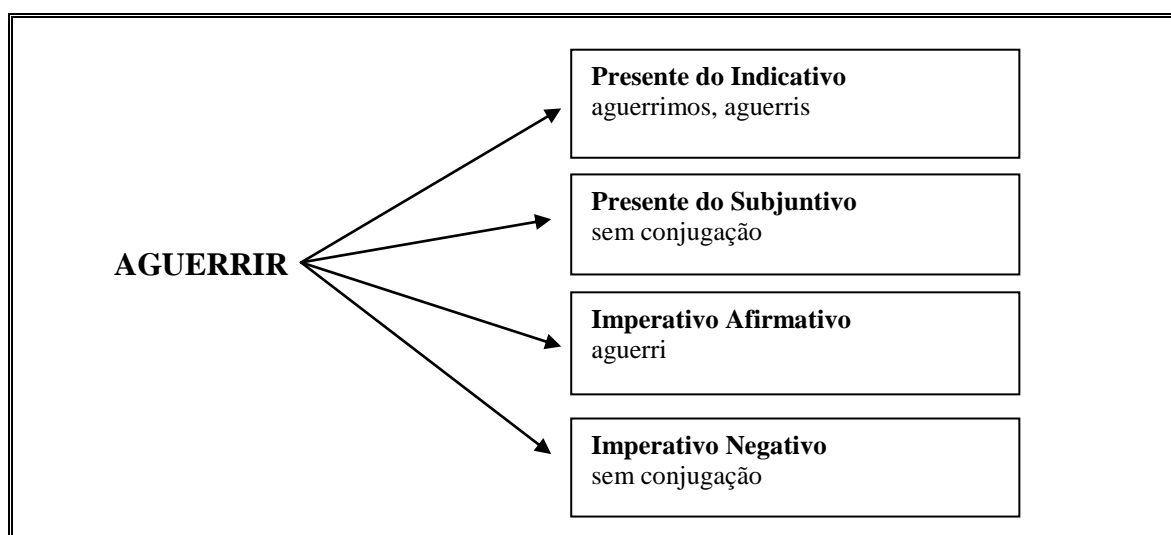 Presente do Indicativo
aguerrimos, aguerris
Presente do Subjuntivo
sem conjugação
AGUERRIR
Imperativo Afirmativo
aguerri
Imperativo Negativo
sem conjugação